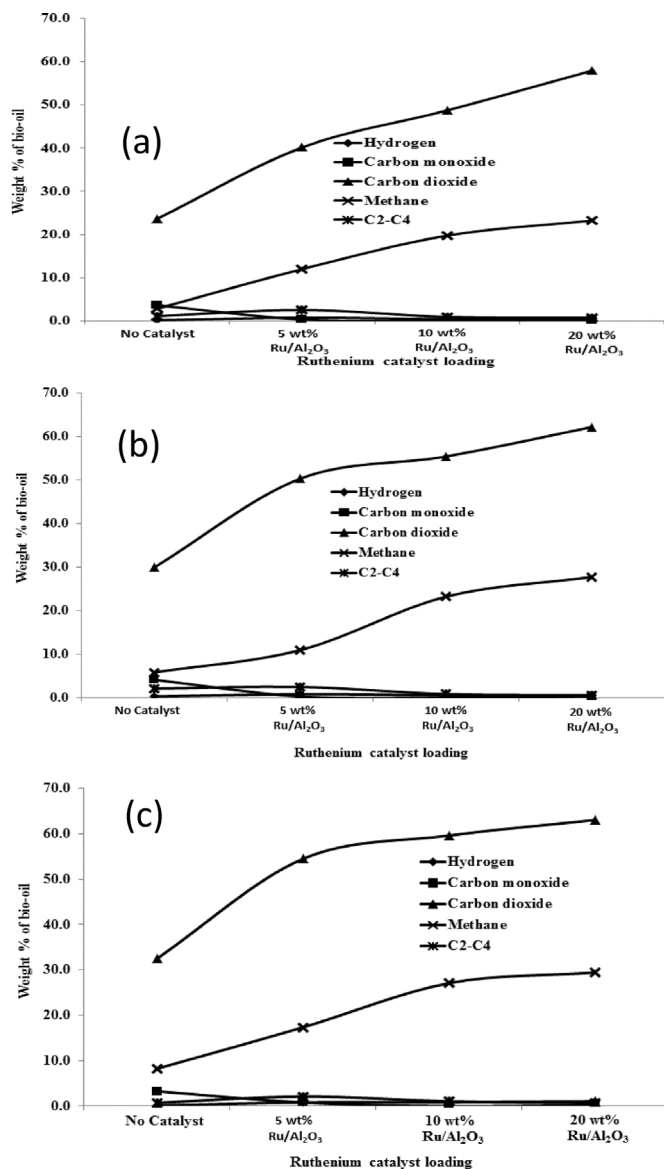 70.0
60.0
50.0
40.0
30.0
20.0
10.0
0.0
Weight % of bio-oil
(a)
Hydrogen
Carbon monoxide
Carbon dioxide
Methane
C2-C4
No Catalyst
5 wt%
Ru/Al₂O₃
10 wt%
Ru/Al₂O₃
20 wt%
Ru/Al₂O₃
Ruthenium catalyst loading
70.0
60.0
50.0
40.0
30.0
20.0
10.0
0.0
Weight % of bio-oil
(b)
Hydrogen
Carbon monoxide
Carbon dioxide
Methane
C2-C4
No Catalyst
5 wt%
Ru/Al₂O₃
10 wt%
Ru/Al₂O₃
20 wt%
Ru/Al₂O₃
Ruthenium catalyst loading
70.0
60.0
50.0
40.0
30.0
20.0
10.0
0.0
Weight % of bio-oil
(c)
Hydrogen
Carbon monoxide
Carbon dioxide
Methane
C2-C4
No Catalyst
5 wt%
Ru/Al₂O₃
10 wt%
Ru/Al₂O₃
20 wt%
Ru/Al₂O₃
Ruthenium catalyst loading